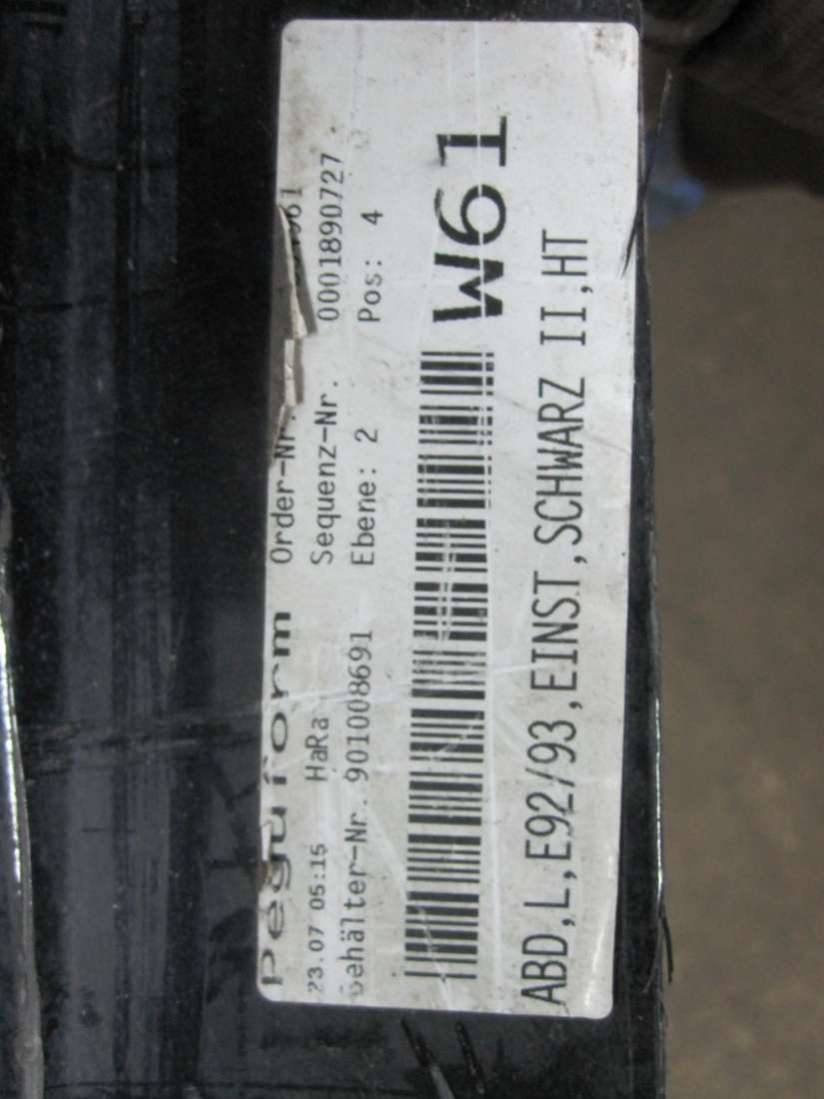 Peguform Order-Nr.
23.07 05:15 HaRa Sequenz-Nr. 0001890727
Behälter-Nr. 901008691 Ebene: 2 Pos: 4
W61
ABD,L,E92/93,EINST,SCHWARZ II,HT